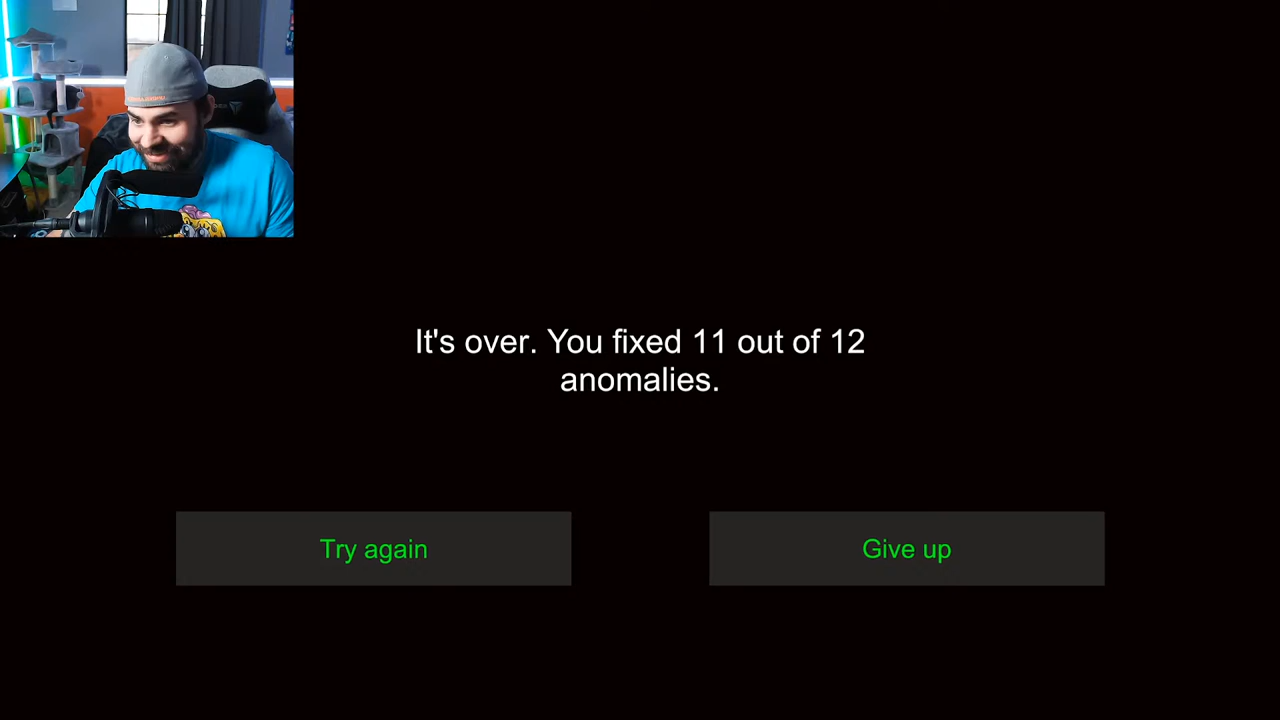 It's over. You fixed 11 out of 12
anomalies.
Try again
Give up